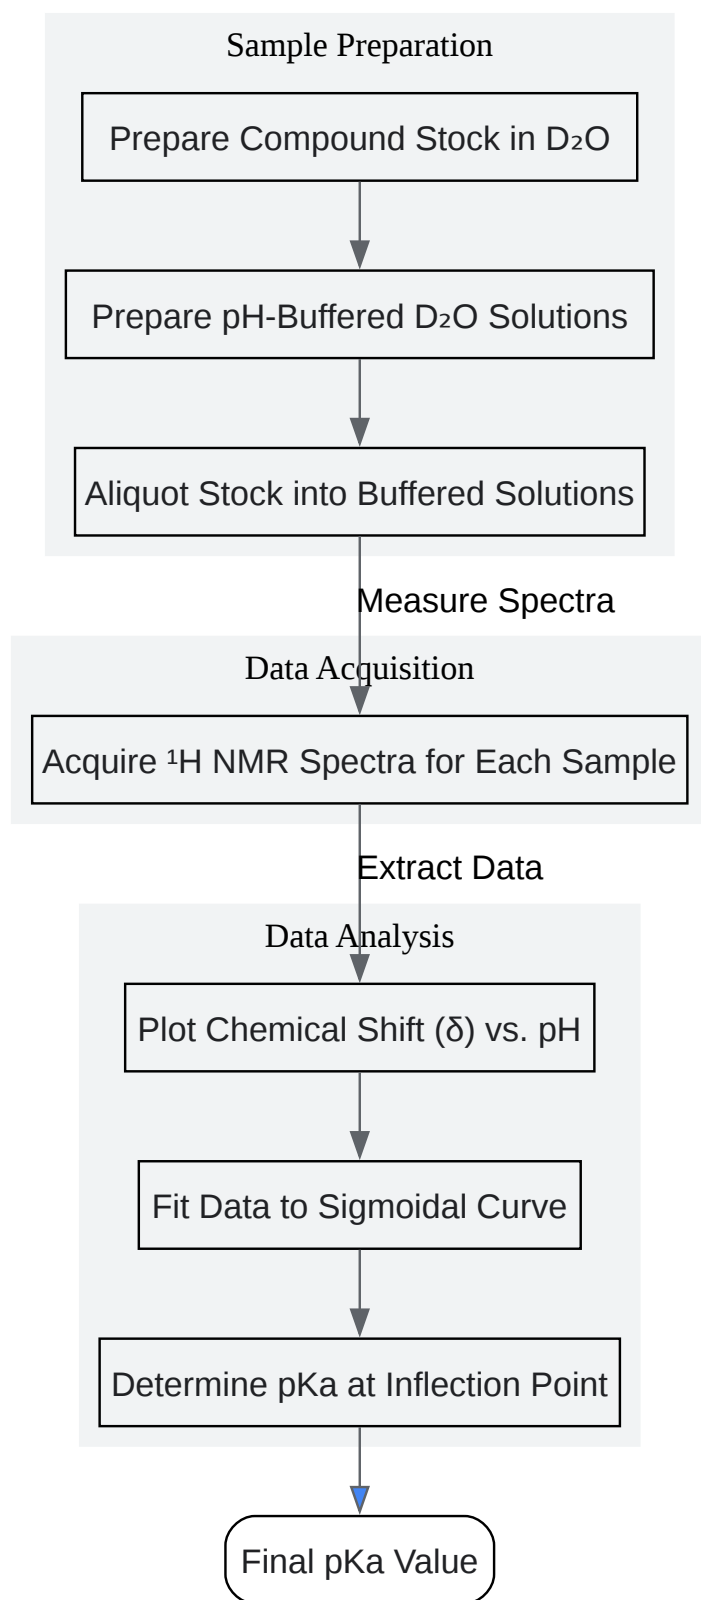 Sample Preparation
Prepare Compound Stock in D₂O
Prepare pH-Buffered D₂O Solutions
Aliquot Stock into Buffered Solutions
Measure Spectra
Data Acquisition
Acquire ¹H NMR Spectra for Each Sample
Extract Data
Data Analysis
Plot Chemical Shift (δ) vs. pH
Fit Data to Sigmoidal Curve
Determine pKa at Inflection Point
Final pKa Value